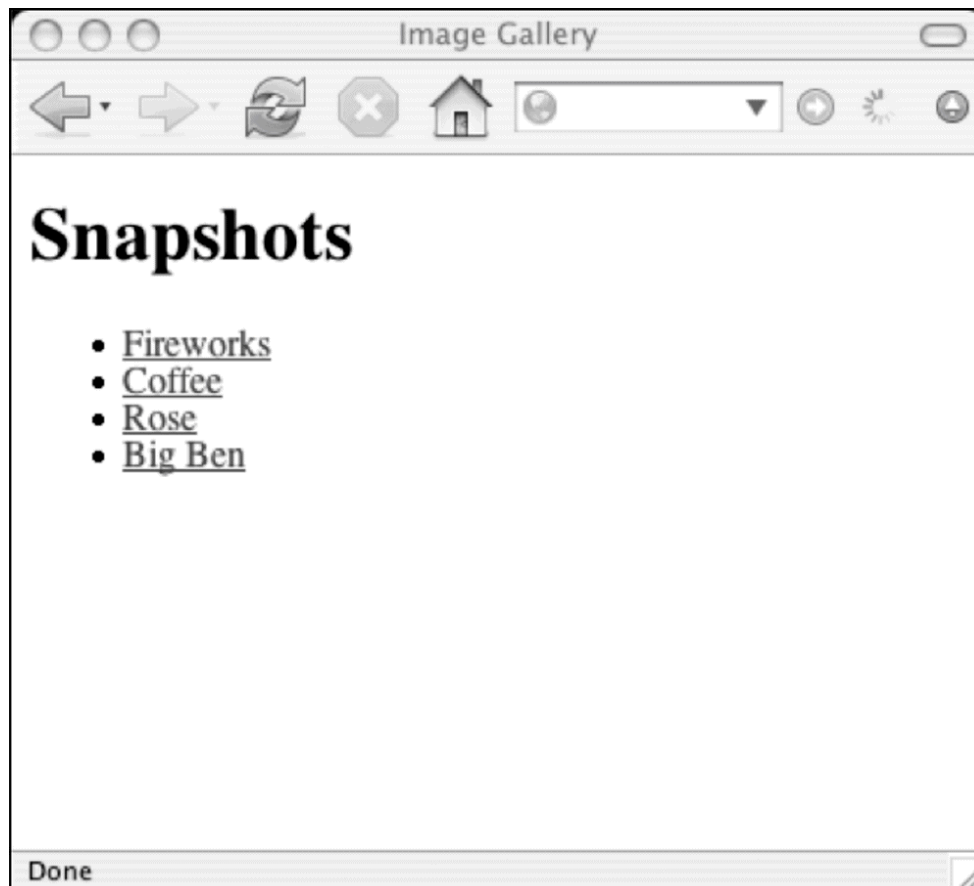 Image Gallery
Snapshots
Fireworks
Coffee
Rose
Big Ben
Done